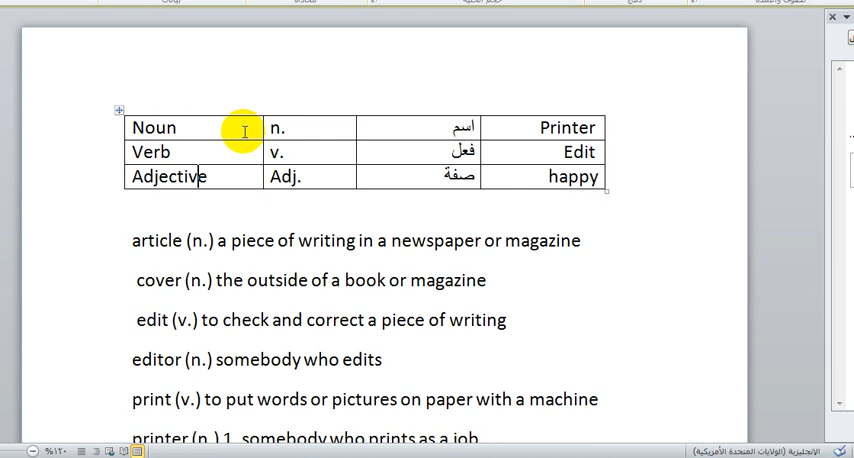 Noun n. اسم Printer
Verb v. فعل Edit
Adjective Adj. صفة happy
article (n.) a piece of writing in a newspaper or magazine
cover (n.) the outside of a book or magazine
edit (v.) to check and correct a piece of writing
editor (n.) somebody who edits
print (v.) to put words or pictures on paper with a machine
printer (n.) 1. somebody who prints as a job
%١٢٠ الإنجليزية (الولايات المتحدة الأمريكية)